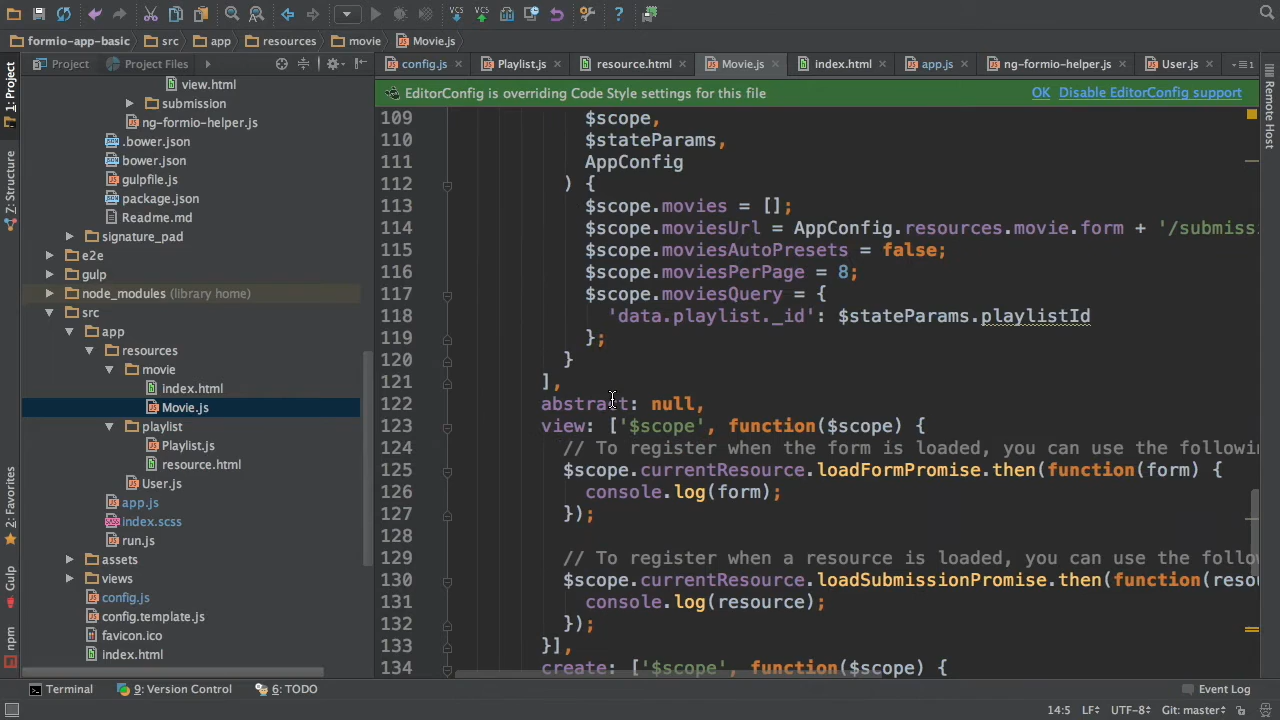 formio-app-basic
src
app
resources
movie
Movie.js
1: Project
Z: Structure
2: Favorites
Gulp
npm
Project
Project Files
view.html
submission
ng-formio-helper.js
.bower.json
bower.json
gulpfile.js
package.json
Readme.md
signature_pad
e2e
gulp
node_modules (library home)
src
app
resources
movie
index.html
Movie.js
playlist
Playlist.js
resource.html
User.js
app.js
index.scss
run.js
assets
views
config.js
config.template.js
favicon.ico
index.html
config.js
Playlist.js
resource.html
Movie.js
index.html
app.js
ng-formio-helper.js
User.js
1
EditorConfig is overriding Code Style settings for this file
OK
Disable EditorConfig support
109 $scope,
110 $stateParams,
111 AppConfig
112 ) {
113 $scope.movies = [];
114 $scope.moviesUrl = AppConfig.resources.movie.form + '/submiss
115 $scope.moviesAutoPresets = false;
116 $scope.moviesPerPage = 8;
117 $scope.moviesQuery = {
118 'data.playlist._id': $stateParams.playlistId
119 };
120 }
121 ],
122 abstract: null,
123 view: ['$scope', function($scope) {
124 // To register when the form is loaded, you can use the followin
125 $scope.currentResource.loadFormPromise.then(function(form) {
126 console.log(form);
127 });
128
129 // To register when a resource is loaded, you can use the follow
130 $scope.currentResource.loadSubmissionPromise.then(function(resou
131 console.log(resource);
132 });
133 }],
134 create: ['$scope', function($scope) {
Remote Host
Terminal
9: Version Control
6: TODO
Event Log
14:5
LF
UTF-8
Git: master
VCS
VCS